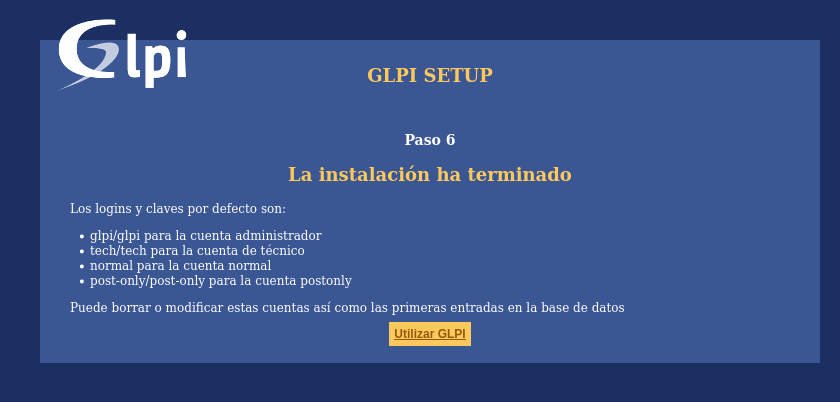 Glpi
GLPI SETUP
Paso 6
La instalación ha terminado
Los logins y claves por defecto son:
• glpi/glpi para la cuenta administrador
• tech/tech para la cuenta de técnico
• normal para la cuenta normal
• post-only/post-only para la cuenta postonly
Puede borrar o modificar estas cuentas así como las primeras entradas en la base de datos
Utilizar GLPI